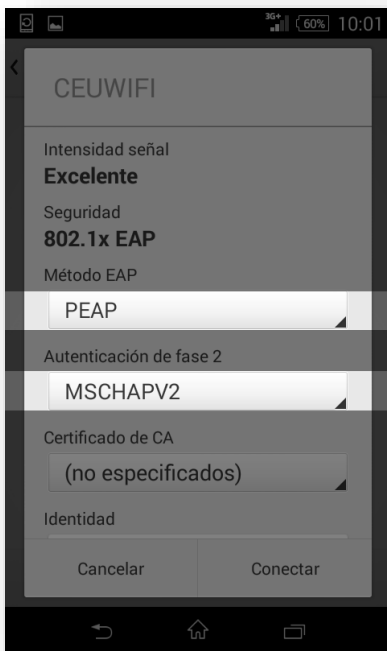 3G+ 60% 10:01
CEUWIFI
Intensidad señal
Excelente
Seguridad
802.1x EAP
Método EAP
PEAP
Autenticación de fase 2
MSCHAPV2
Certificado de CA
(no especificados)
Identidad
Cancelar Conectar